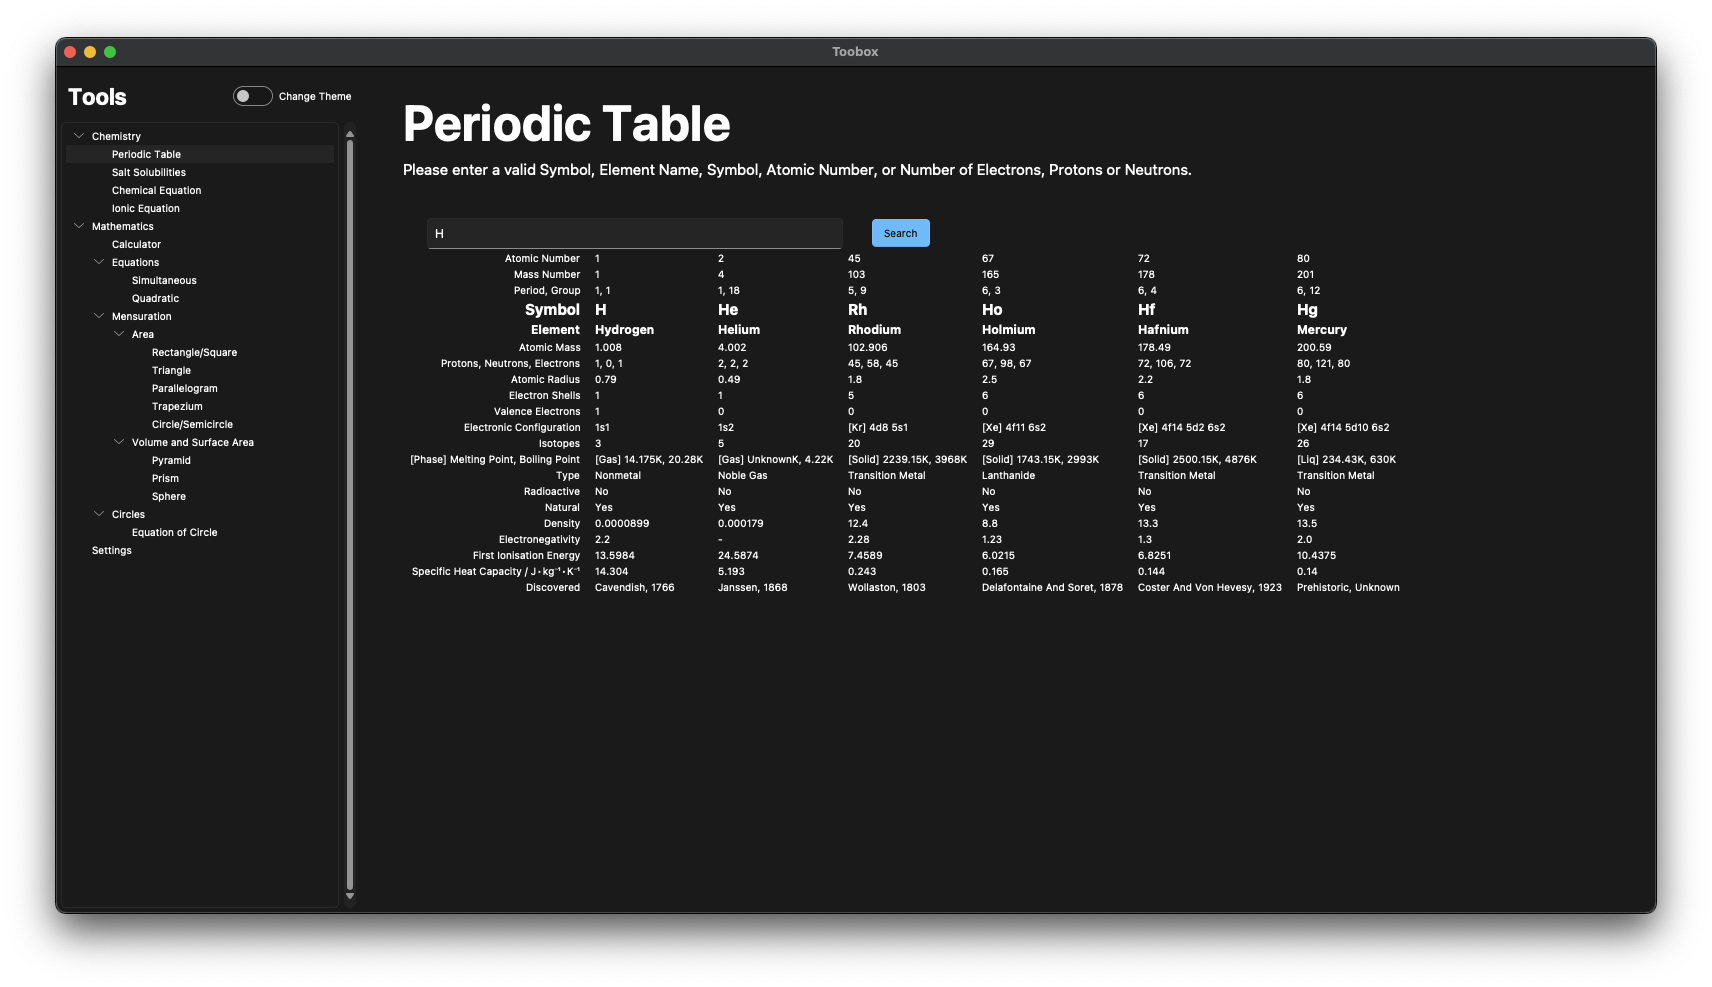 Toobox
Tools
Change Theme
Chemistry
Periodic Table
Salt Solubilities
Chemical Equation
Ionic Equation
Mathematics
Calculator
Equations
Simultaneous
Quadratic
Mensuration
Area
Rectangle/Square
Triangle
Parallelogram
Trapezium
Circle/Semicircle
Volume and Surface Area
Pyramid
Prism
Sphere
Circles
Equation of Circle
Settings
Periodic Table
Please enter a valid Symbol, Element Name, Symbol, Atomic Number, or Number of Electrons, Protons or Neutrons.
H
Search
Atomic Number 1 2 45 67 72 80
Mass Number 1 4 103 165 178 201
Period, Group 1, 1 1, 18 5, 9 6, 3 6, 4 6, 12
Symbol H He Rh Ho Hf Hg
Element Hydrogen Helium Rhodium Holmium Hafnium Mercury
Atomic Mass 1.008 4.002 102.906 164.93 178.49 200.59
Protons, Neutrons, Electrons 1, 0, 1 2, 2, 2 45, 58, 45 67, 98, 67 72, 106, 72 80, 121, 80
Atomic Radius 0.79 0.49 1.8 2.5 2.2 1.8
Electron Shells 1 1 5 6 6 6
Valence Electrons 1 0 0 0 0 0
Electronic Configuration 1s1 1s2 [Kr] 4d8 5s1 [Xe] 4f11 6s2 [Xe] 4f14 5d2 6s2 [Xe] 4f14 5d10 6s2
Isotopes 3 5 20 29 17 26
[Phase] Melting Point, Boiling Point [Gas] 14.175K, 20.28K [Gas] UnknownK, 4.22K [Solid] 2239.15K, 3968K [Solid] 1743.15K, 2993K [Solid] 2500.15K, 4876K [Liq] 234.43K, 630K
Type Nonmetal Noble Gas Transition Metal Lanthanide Transition Metal Transition Metal
Radioactive No No No No No No
Natural Yes Yes Yes Yes Yes Yes
Density 0.0000899 0.000179 12.4 8.8 13.3 13.5
Electronegativity 2.2 - 2.28 1.23 1.3 2.0
First Ionisation Energy 13.5984 24.5874 7.4589 6.0215 6.8251 10.4375
Specific Heat Capacity / J・kg⁻¹・K⁻¹ 14.304 5.193 0.243 0.165 0.144 0.14
Discovered Cavendish, 1766 Janssen, 1868 Wollaston, 1803 Delafontaine And Soret, 1878 Coster And Von Hevesy, 1923 Prehistoric, Unknown